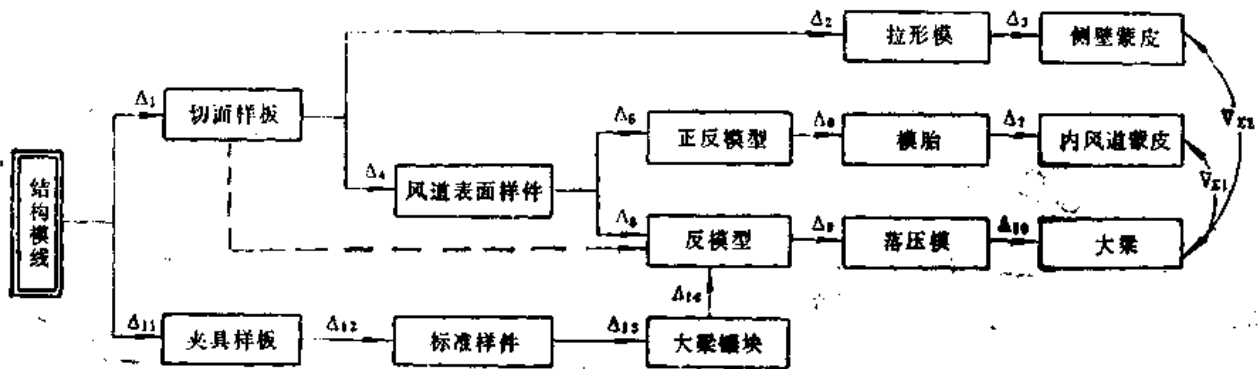 Δ₂
拉形模
Δ₃
侧壁蒙皮
Δ₁
切面样板
∇Σ₂
Δ₅
正反模型
Δ₆
模胎
Δ₇
内风道蒙皮
结构模线
Δ₄
风道表面样件
∇Σ₁
Δ₈
反模型
Δ₉
落压模
Δ₁₀
大梁
Δ₁₄
Δ₁₁
夹具样板
Δ₁₂
标准样件
Δ₁₃
大梁镶块